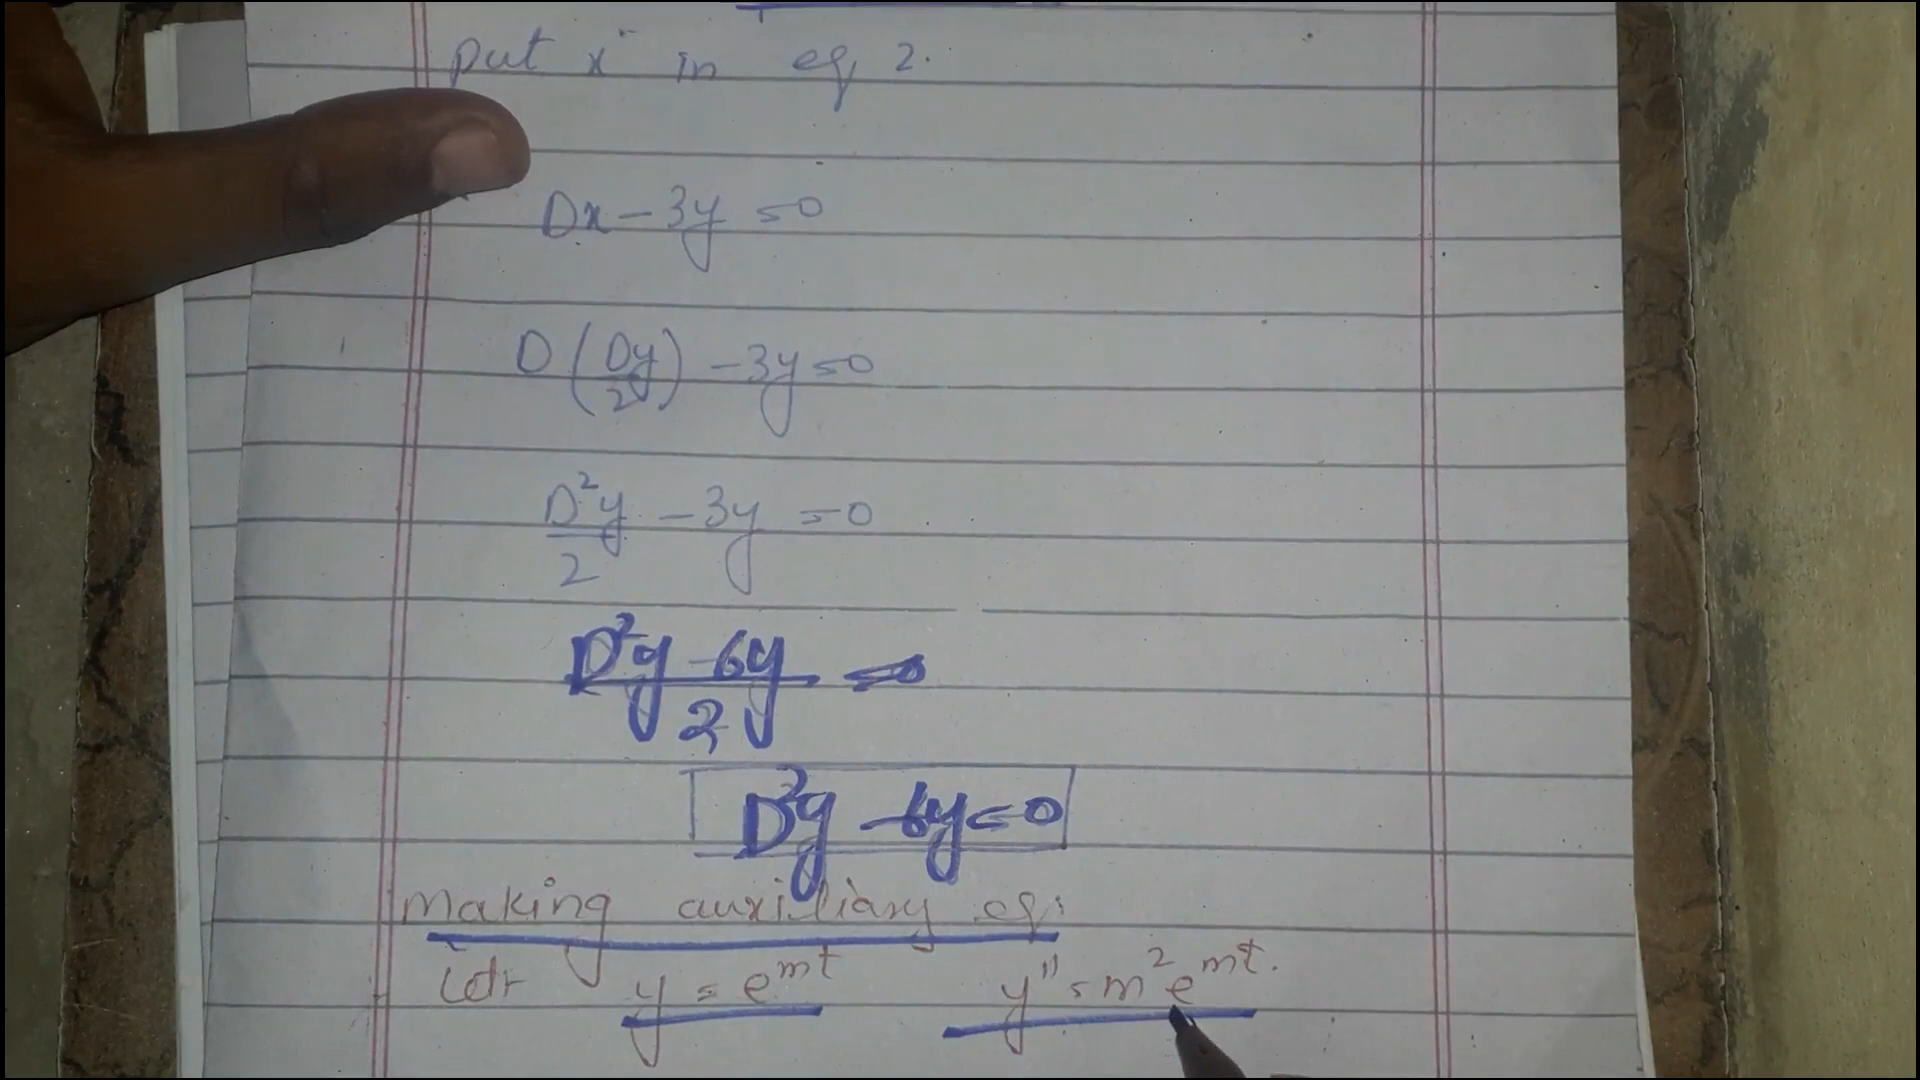 put x in eq 2.
Dx - 3y = 0
D (Dy/2) - 3y = 0
D²y/2 - 3y = 0
D²y - 6y/2 = 0
D²y - 6y = 0
Making auxiliary eq:
Let y = e^mt y'' = m²e^mt.